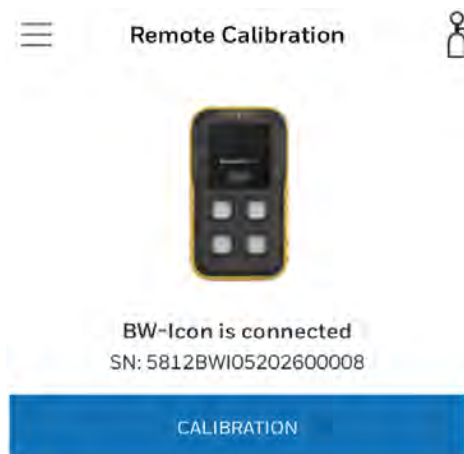 Remote Calibration
BW-Icon is connected
SN: 5812BWI05202600008
CALIBRATION